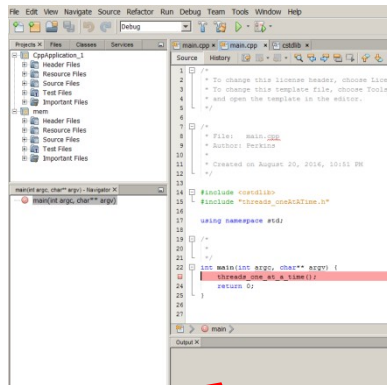 File Edit View Navigate Source Refactor Run Debug Team Tools Window Help
Debug
Projects Files Classes Services
CppApplication_1
Header Files
Resource Files
Source Files
Test Files
Important Files
mem
Header Files
Resource Files
Source Files
Test Files
Important Files
main(int argc, char** argv) - Navigator
main(int argc, char** argv)
main.cpp main.cpp cstdlib
Source History
1 /*
2 * To change this license header, choose Lice
3 * To change this template file, choose Tools
4 * and open the template in the editor.
5 */
6
7 /*
8 * File: main.cpp
9 * Author: Perkins
10 *
11 * Created on August 20, 2016, 10:51 PM
12 */
13
14 #include <cstdlib>
15 #include "threads_oneAtATime.h"
16
17 using namespace std;
18
19 /*
20 *
21 */
22 int main(int argc, char** argv) {
threads_one_at_a_time();
24 return 0;
25 }
26
27
main
Output